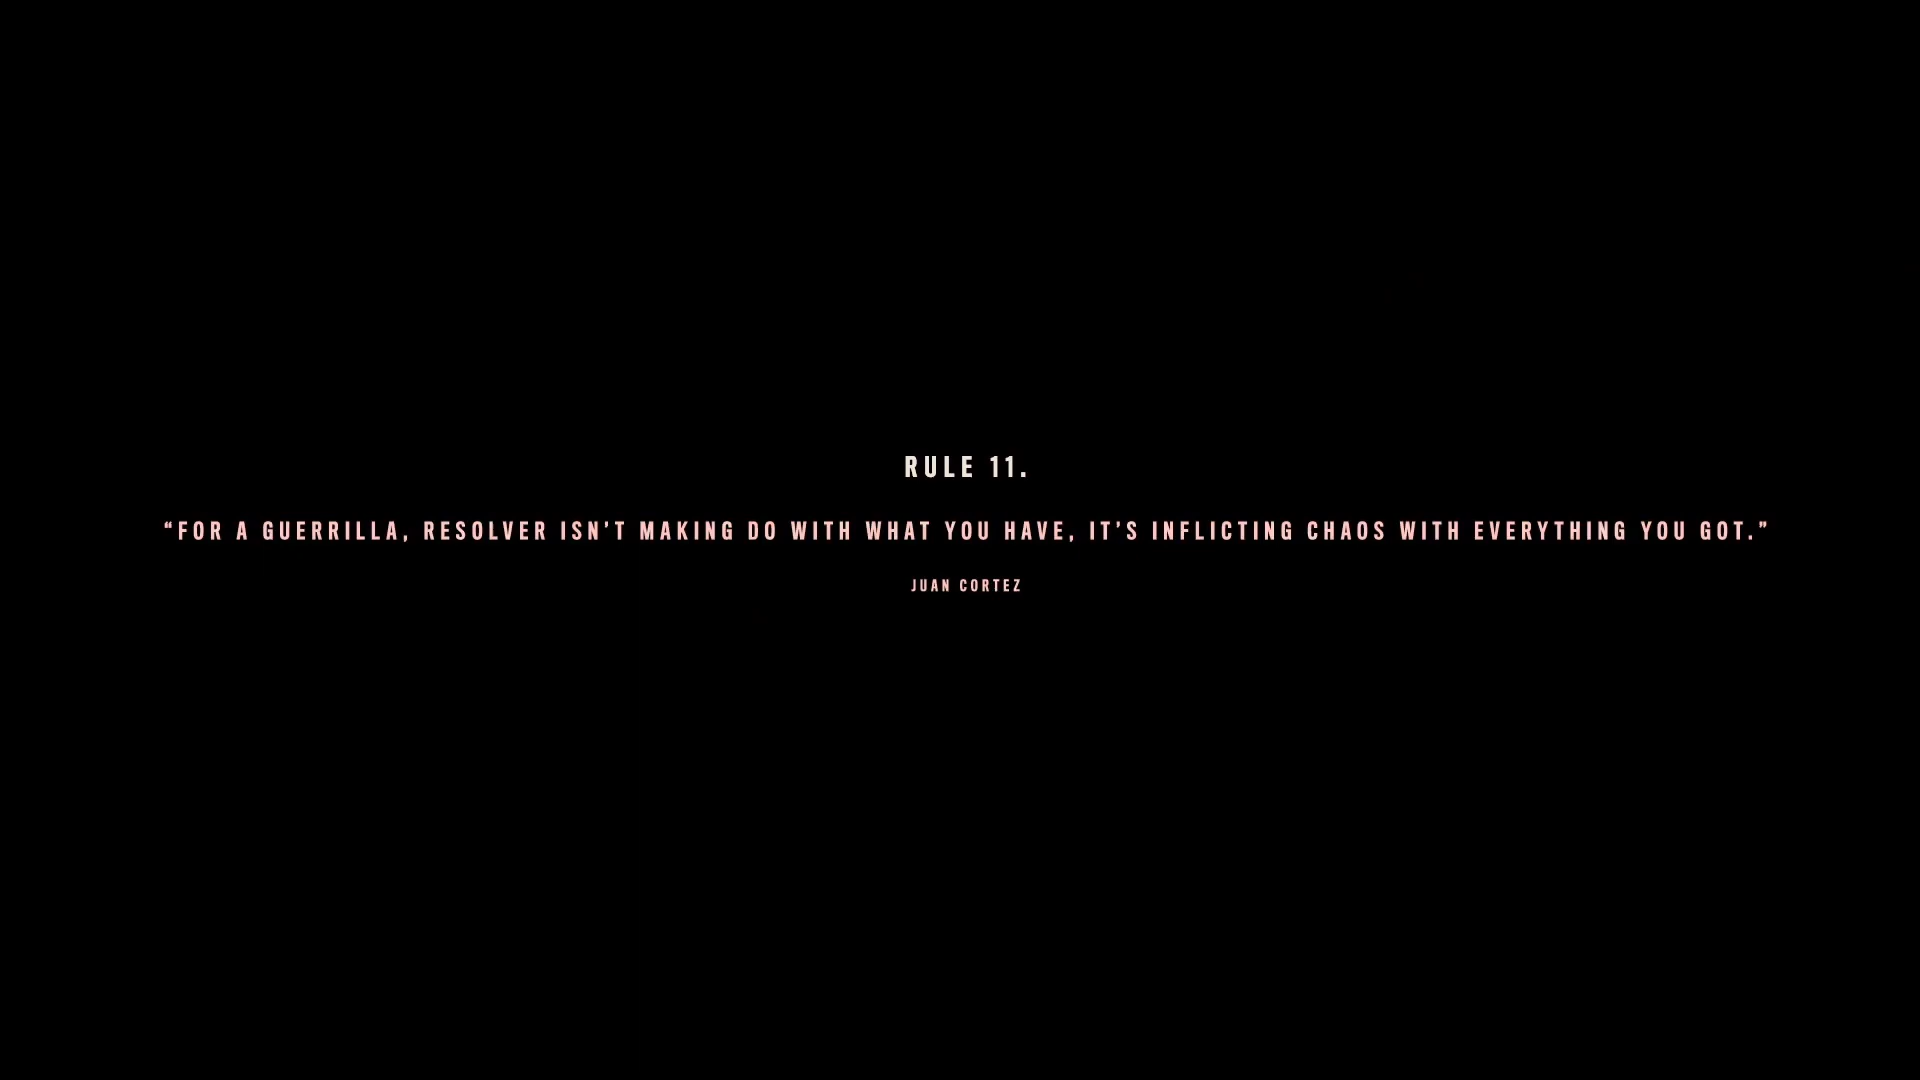 RULE 11.
“FOR A GUERRILLA, RESOLVER ISN’T MAKING DO WITH WHAT YOU HAVE, IT’S INFLICTING CHAOS WITH EVERYTHING YOU GOT.”
JUAN CORTEZ